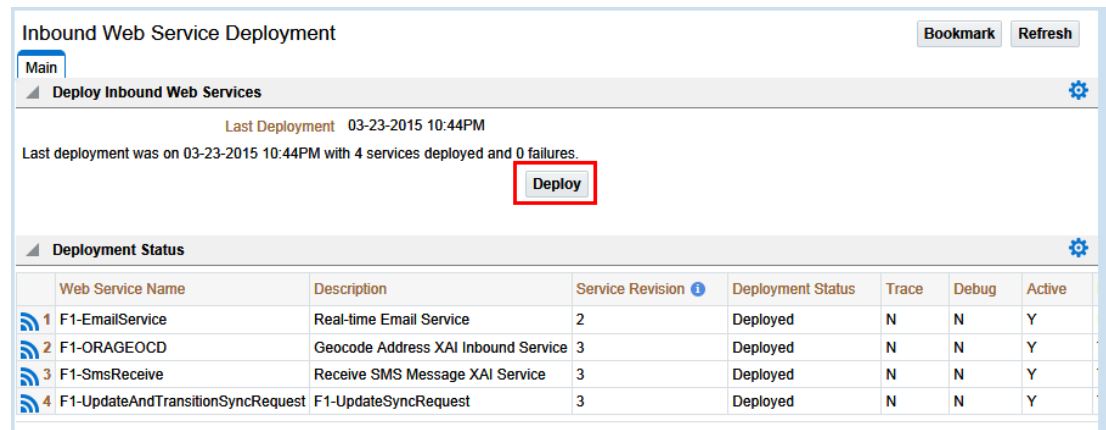 Inbound Web Service Deployment Bookmark Refresh
Main
Deploy Inbound Web Services
Last Deployment 03-23-2015 10:44PM
Last deployment was on 03-23-2015 10:44PM with 4 services deployed and 0 failures.
Deploy
Deployment Status
Web Service Name Description Service Revision Deployment Status Trace Debug Active
1 F1-EmailService Real-time Email Service 2 Deployed N N Y
2 F1-ORAGEOCD Geocode Address XAI Inbound Service 3 Deployed N N Y
3 F1-SmsReceive Receive SMS Message XAI Service 3 Deployed N N Y
4 F1-UpdateAndTransitionSyncRequest F1-UpdateSyncRequest 3 Deployed N N Y